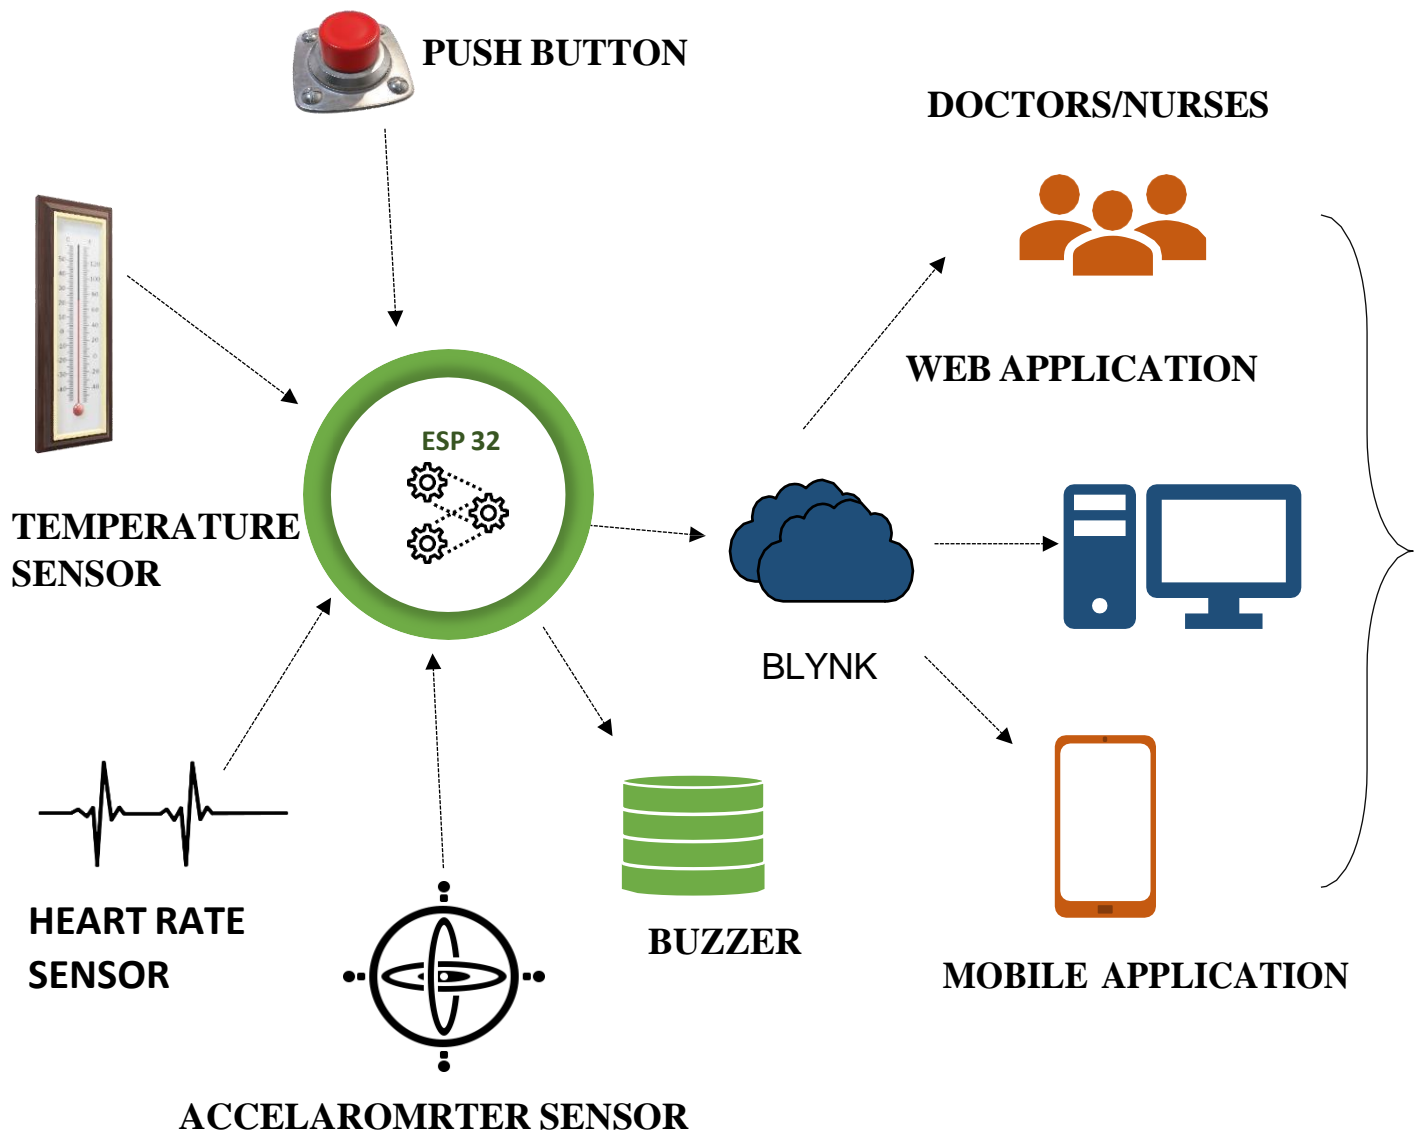 PUSH BUTTON
DOCTORS/NURSES
WEB APPLICATION
ESP 32
TEMPERATURE
SENSOR
BLYNK
HEART RATE
SENSOR
BUZZER
MOBILE APPLICATION
ACCELAROMRTER SENSOR